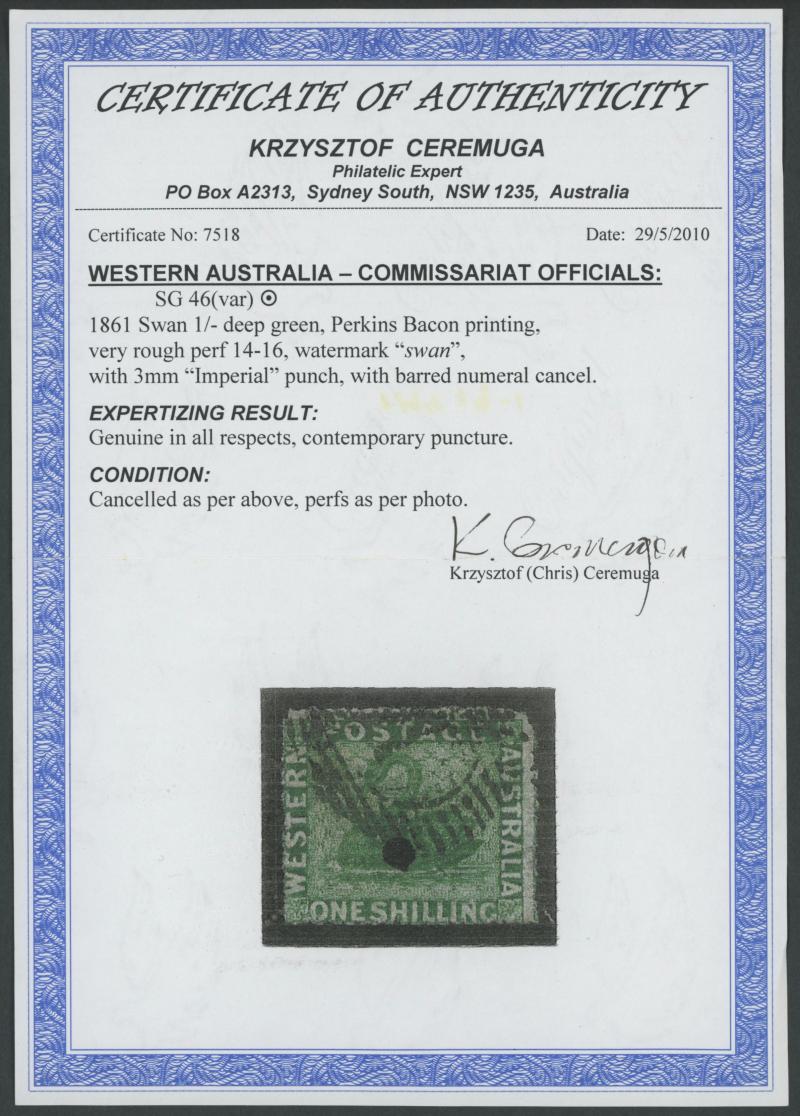 CERTIFICATE OF AUTHENTICITY
KRZYSZTOF CEREMUGA
Philatelic Expert
PO Box A2313, Sydney South, NSW 1235, Australia
Certificate No: 7518 Date: 29/5/2010
WESTERN AUSTRALIA – COMMISSARIAT OFFICIALS:
SG 46(var) ☉
1861 Swan 1/- deep green, Perkins Bacon printing,
very rough perf 14-16, watermark “swan”,
with 3mm “Imperial” punch, with barred numeral cancel.
EXPERTIZING RESULT:
Genuine in all respects, contemporary puncture.
CONDITION:
Cancelled as per above, perfs as per photo.
K. Ceremuga
Krzysztof (Chris) Ceremuga
POSTAGE
WESTERN
AUSTRALIA
ONE SHILLING